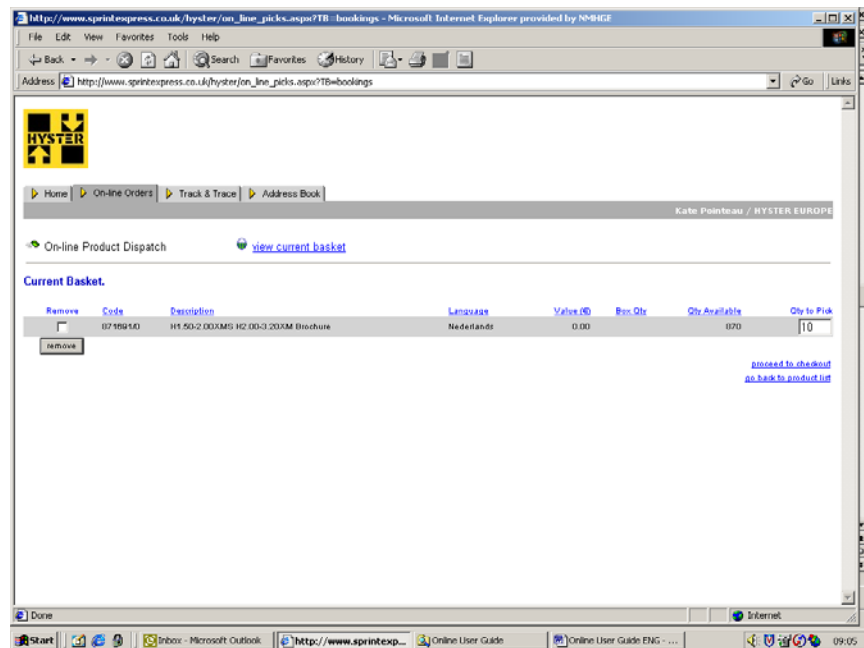 http://www.sprintexpress.co.uk/hyster/on_line_picks.aspx?TB=bookings - Microsoft Internet Explorer provided by NMHGE
File Edit View Favorites Tools Help
Back Search Favorites History
Address http://www.sprintexpress.co.uk/hyster/on_line_picks.aspx?TB=bookings Go Links
HYSTER
Home On-line Orders Track & Trace Address Book
Kate Pointeau / HYSTER EUROPE
On-line Product Dispatch view current basket
Current Basket.
Remove Code Description Language Value (€) Box Qty Qty Available Qty to Pick
871691/0 H1.50-2.00XMS H2.00-3.20XM Brochure Nederlands 0.00 870 10
remove
proceed to checkout
go back to product list
Done Internet
Start Inbox - Microsoft Outlook http://www.sprintexp... Online User Guide Online User Guide ENG - ... 09:05